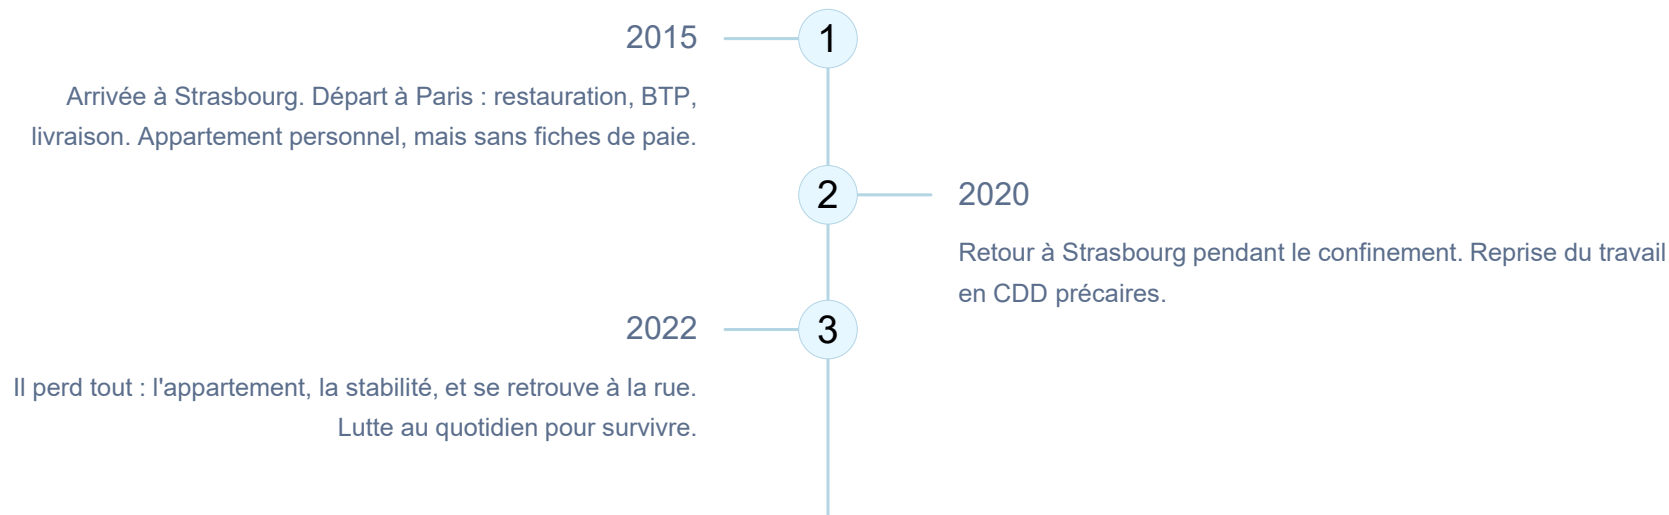 2015
1
Arrivée à Strasbourg. Départ à Paris : restauration, BTP,
livraison. Appartement personnel, mais sans fiches de paie.
2
2020
Retour à Strasbourg pendant le confinement. Reprise du travail
en CDD précaires.
2022
3
Il perd tout : l'appartement, la stabilité, et se retrouve à la rue.
Lutte au quotidien pour survivre.